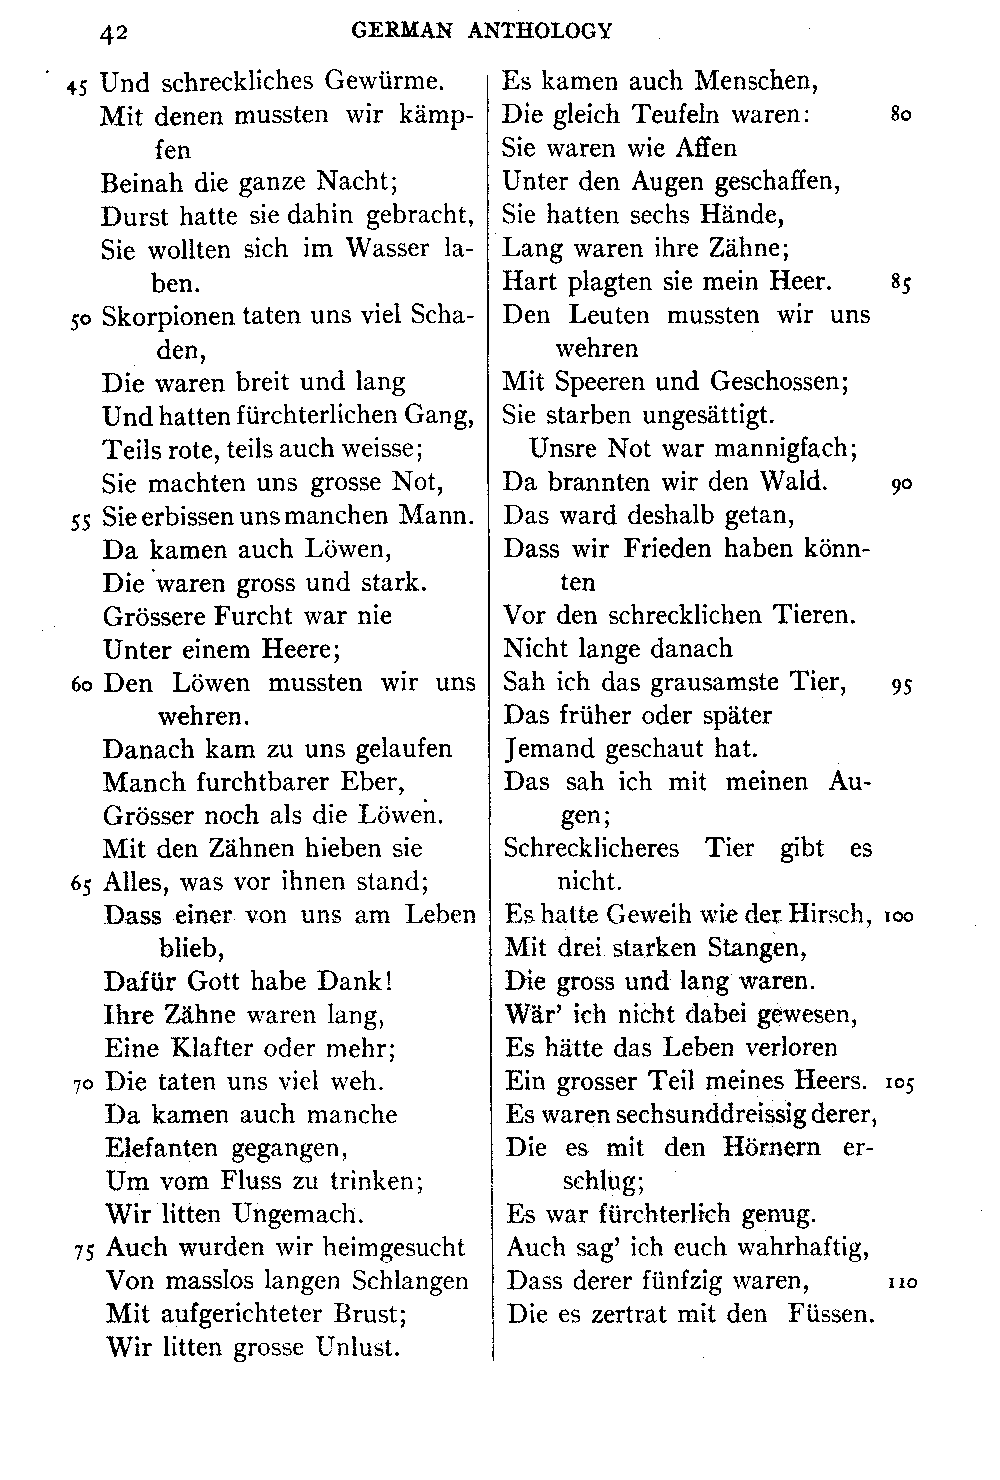 42 GERMAN ANTHOLOGY
45 Und schreckliches Gewürme.
Mit denen mussten wir kämp-
fen
Beinah die ganze Nacht;
Durst hatte sie dahin gebracht,
Sie wollten sich im Wasser la-
ben.
50 Skorpionen taten uns viel Scha-
den,
Die waren breit und lang
Und hatten fürchterlichen Gang,
Teils rote, teils auch weisse;
Sie machten uns grosse Not,
55 Sie erbissen uns manchen Mann.
Da kamen auch Löwen,
Die waren gross und stark.
Grössere Furcht war nie
Unter einem Heere;
60 Den Löwen mussten wir uns
wehren.
Danach kam zu uns gelaufen
Manch furchtbarer Eber,
Grösser noch als die Löwen.
Mit den Zähnen hieben sie
65 Alles, was vor ihnen stand;
Dass einer von uns am Leben
blieb,
Dafür Gott habe Dank!
Ihre Zähne waren lang,
Eine Klafter oder mehr;
70 Die taten uns viel weh.
Da kamen auch manche
Elefanten gegangen,
Um vom Fluss zu trinken;
Wir litten Ungemach.
75 Auch wurden wir heimgesucht
Von masslos langen Schlangen
Mit aufgerichteter Brust;
Wir litten grosse Unlust.
Es kamen auch Menschen,
Die gleich Teufeln waren: 80
Sie waren wie Affen
Unter den Augen geschaffen,
Sie hatten sechs Hände,
Lang waren ihre Zähne;
Hart plagten sie mein Heer. 85
Den Leuten mussten wir uns
wehren
Mit Speeren und Geschossen;
Sie starben ungesättigt.
Unsre Not war mannigfach;
Da brannten wir den Wald. 90
Das ward deshalb getan,
Dass wir Frieden haben könn-
ten
Vor den schrecklichen Tieren.
Nicht lange danach
Sah ich das grausamste Tier, 95
Das früher oder später
Jemand geschaut hat.
Das sah ich mit meinen Au-
gen;
Schrecklicheres Tier gibt es
nicht.
Es hatte Geweih wie der Hirsch, 100
Mit drei starken Stangen,
Die gross und lang waren.
Wär' ich nicht dabei gewesen,
Es hätte das Leben verloren
Ein grosser Teil meines Heers. 105
Es waren sechsunddreissig derer,
Die es mit den Hörnern er-
schlug;
Es war fürchterlich genug.
Auch sag' ich euch wahrhaftig,
Dass derer fünfzig waren, 110
Die es zertrat mit den Füssen.